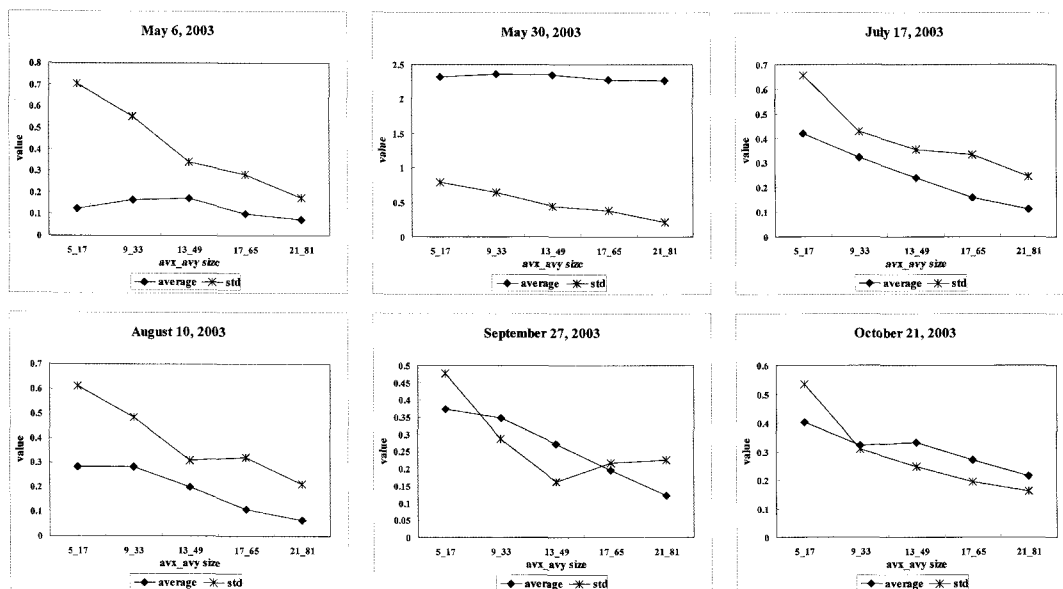 May 6, 2003
0.8
0.7
0.6
0.5
0.4
0.3
0.2
0.1
0
value
5_17 9_33 13_49 17_65 21_81
avx_avy size
average std
May 30, 2003
2.5
2
1.5
1
0.5
0
value
5_17 9_33 13_49 17_65 21_81
avx_avy size
average std
July 17, 2003
0.7
0.6
0.5
0.4
0.3
0.2
0.1
0
value
5_17 9_33 13_49 17_65 21_81
avx_avy size
average std
August 10, 2003
0.7
0.6
0.5
0.4
0.3
0.2
0.1
0
value
5_17 9_33 13_49 17_65 21_81
avx_avy size
average std
September 27, 2003
0.5
0.45
0.4
0.35
0.3
0.25
0.2
0.15
0.1
0.05
0
value
5_17 9_33 13_49 17_65 21_81
avx_avy size
average std
October 21, 2003
0.6
0.5
0.4
0.3
0.2
0.1
0
value
5_17 9_33 13_49 17_65 21_81
avx_avy size
average std